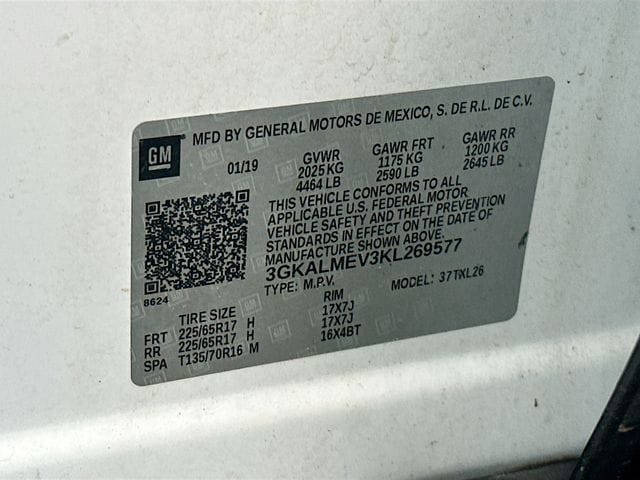 GM
MFD BY GENERAL MOTORS DE MEXICO, S. DE R.L. DE C.V.
01/19
GVWR
2025 KG
4464 LB
GAWR FRT
1175 KG
2590 LB
GAWR RR
1200 KG
2645 LB
THIS VEHICLE CONFORMS TO ALL
APPLICABLE U.S. FEDERAL MOTOR
VEHICLE SAFETY AND THEFT PREVENTION
STANDARDS IN EFFECT ON THE DATE OF
MANUFACTURE SHOWN ABOVE.
3GKALMEV3KL269577
TYPE: M.P.V. MODEL: 37TXL26
8624
TIRE SIZE RIM
FRT 225/65R17 H 17X7J
RR 225/65R17 H 17X7J
SPA T135/70R16 M 16X4BT